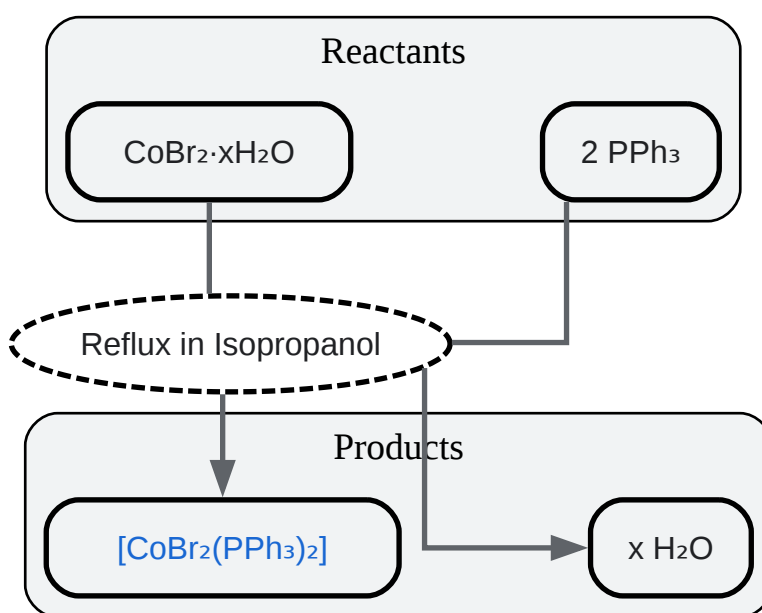 Reactants
CoBr₂·xH₂O
2 PPh₃
Reflux in Isopropanol
Products
[CoBr₂(PPh₃)₂]
x H₂O